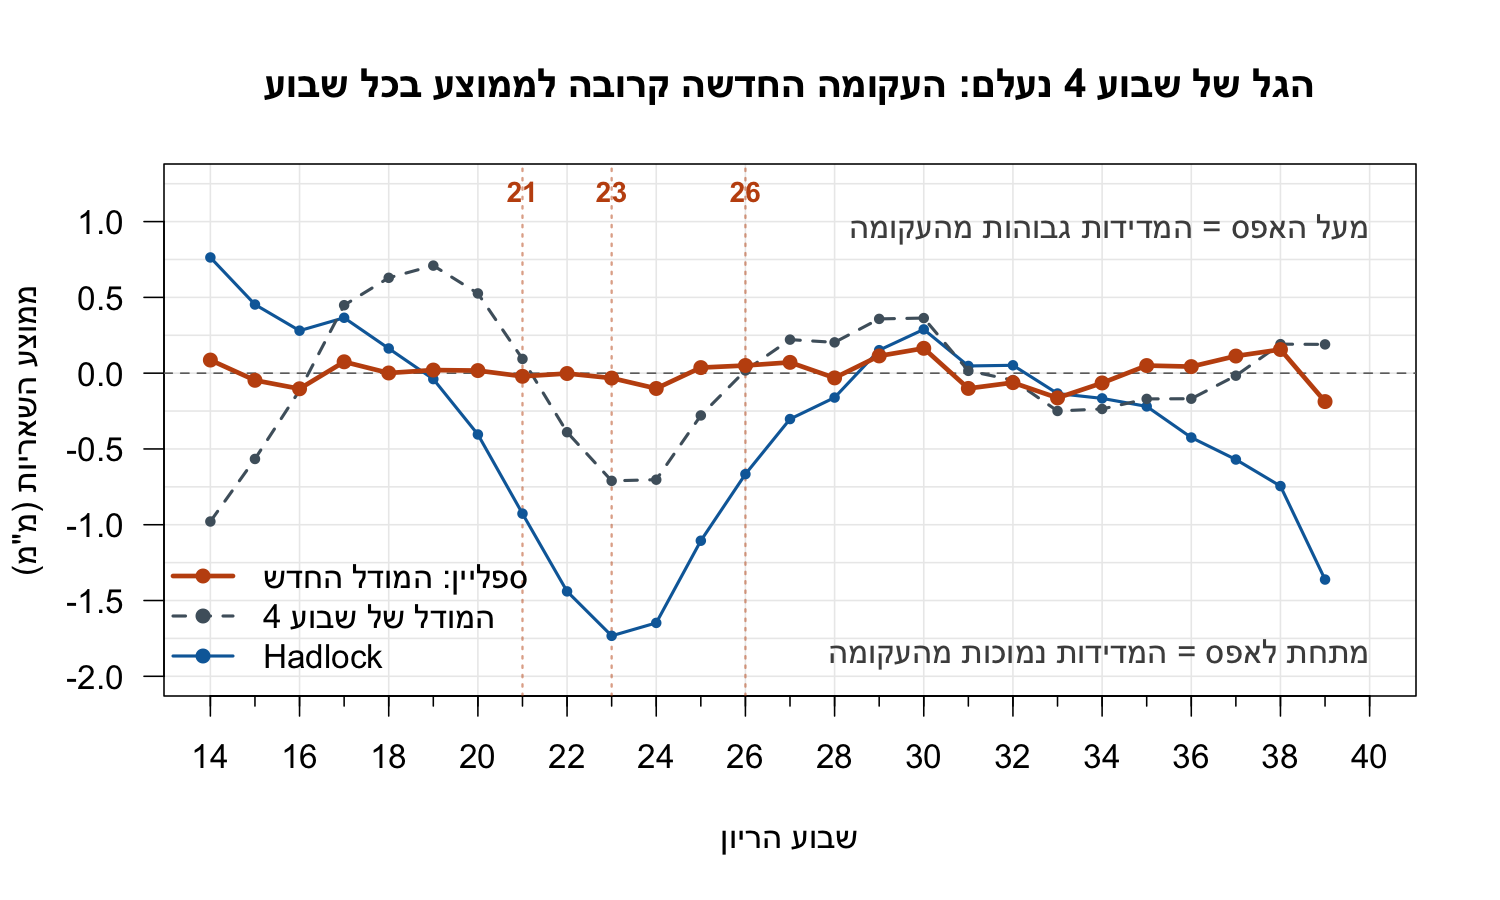 הגל של שבוע 4 נעלם: העקומה החדשה קרובה לממוצע בכל שבוע
21 23 26
מעל האפס = המדידות גבוהות מהעקומה
1.0
0.5
0.0
-0.5
-1.0
-1.5
-2.0
ממוצע השאריות (מ"מ)
ספליין: המודל החדש
המודל של שבוע 4
Hadlock
מתחת לאפס = המדידות נמוכות מהעקומה
14 16 18 20 22 24 26 28 30 32 34 36 38 40
שבוע הריון